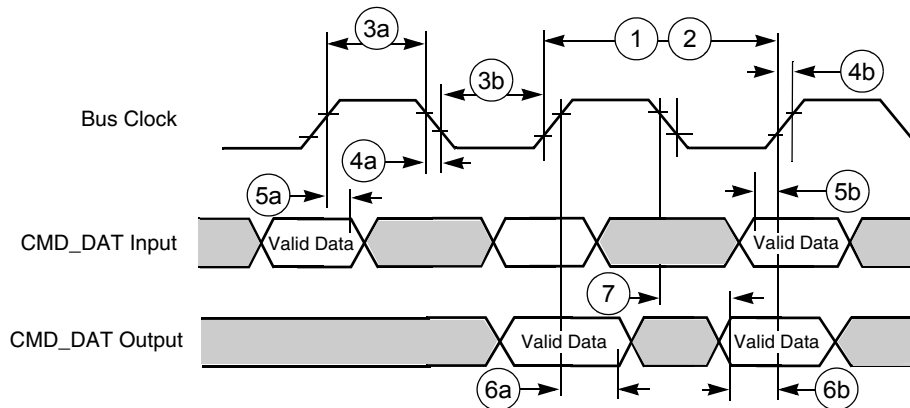 3a
1
2
3b
4b
Bus Clock
4a
5a
5b
CMD_DAT Input
Valid Data
Valid Data
7
CMD_DAT Output
Valid Data
Valid Data
6a
6b